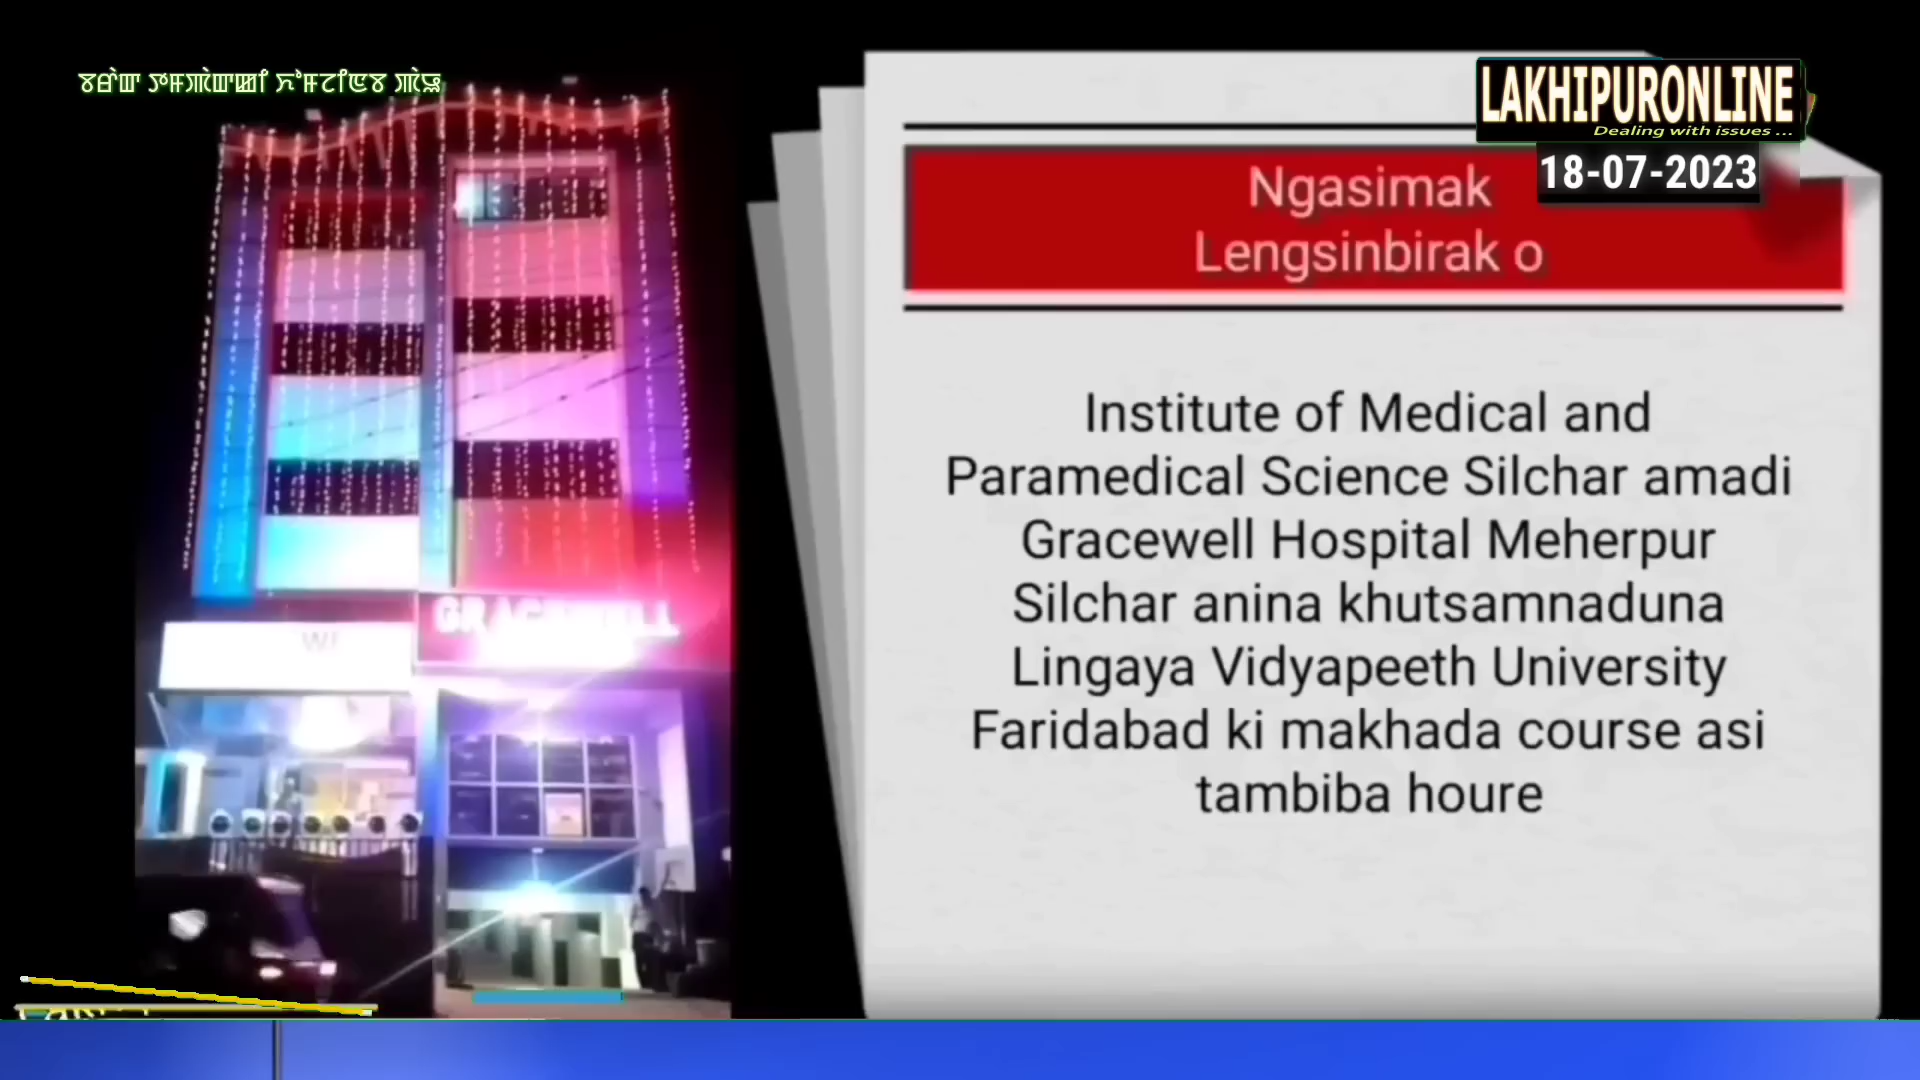 LAKHIPURONLINE
Dealing with issues ...
18-07-2023
Ngasimak
Lengsinbirak o
Institute of Medical and
Paramedical Science Silchar amadi
Gracewell Hospital Meherpur
Silchar anina khutsamnaduna
Lingaya Vidyapeeth University
Faridabad ki makhada course asi
tambiba houre
GRACEWELL